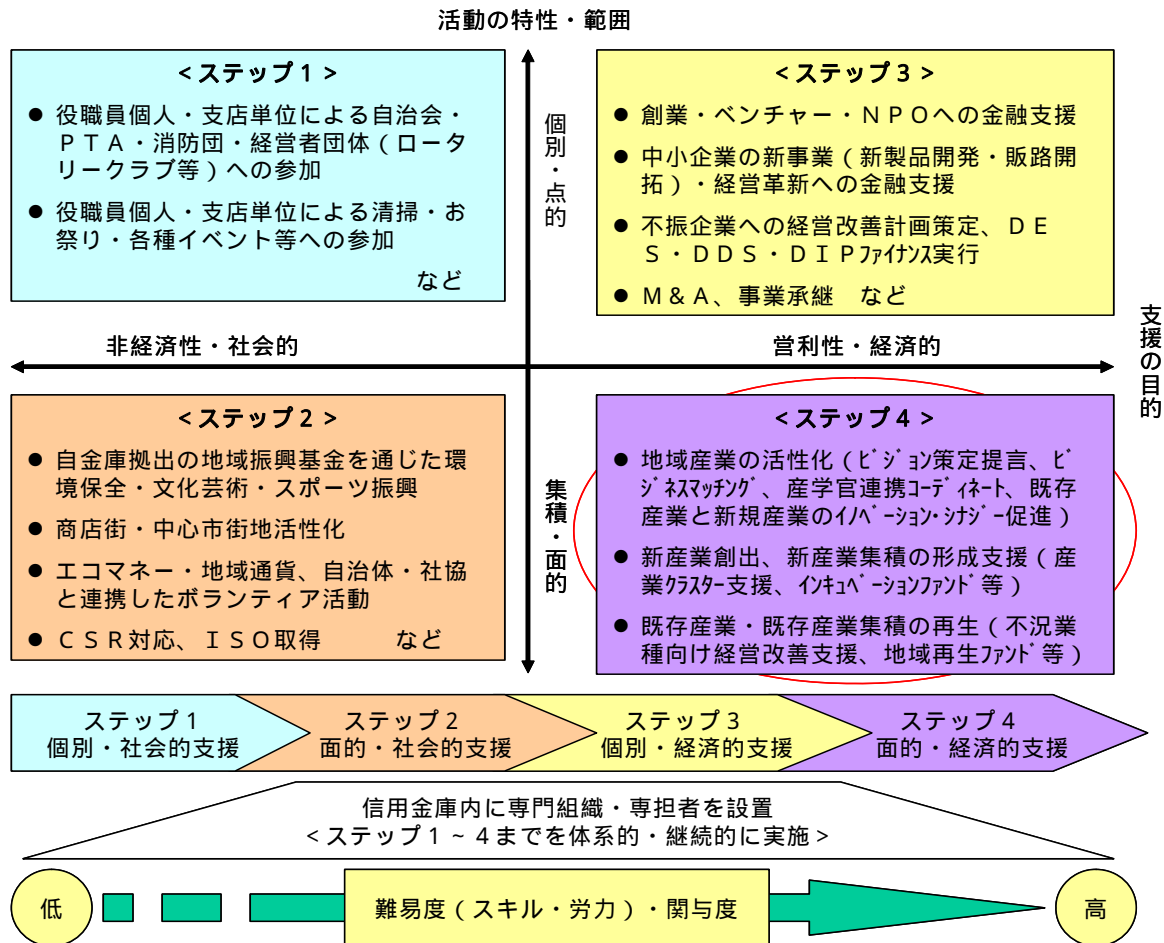 活動の特性・範囲
<ステップ1>
● 役職員個人・支店単位による自治会・
ＰＴＡ・消防団・経営者団体（ロータ
リークラブ等）への参加
● 役職員個人・支店単位による清掃・お
祭り・各種イベント等への参加
など
個別・点的
<ステップ3>
● 創業・ベンチャー・ＮＰＯへの金融支援
● 中小企業の新事業（新製品開発・販路開
拓）・経営革新への金融支援
● 不振企業への経営改善計画策定、ＤＥ
Ｓ・ＤＤＳ・ＤＩＰﾌｧｲﾅﾝｽ実行
● Ｍ＆Ａ、事業承継　など
非経済性・社会的
営利性・経済的
支援の目的
<ステップ2>
● 自金庫拠出の地域振興基金を通じた環
境保全・文化芸術・スポーツ振興
● 商店街・中心市街地活性化
● エコマネー・地域通貨、自治体・社協
と連携したボランティア活動
● ＣＳＲ対応、ＩＳＯ取得　　など
集積・面的
<ステップ4>
● 地域産業の活性化（ﾋﾞｼﾞｮﾝ策定提言、ﾋﾞ
ｼﾞﾈｽﾏｯﾁﾝｸﾞ、産学官連携ｺｰﾃﾞｨﾈｰﾄ、既存
産業と新規産業のｲﾉﾍﾞｰｼｮﾝ・ｼﾅｼﾞｰ促進）
● 新産業創出、新産業集積の形成支援（産
業ｸﾗｽﾀｰ支援、ｲﾝｷｭﾍﾞｰｼｮﾝﾌｧﾝﾄﾞ等）
● 既存産業・既存産業集積の再生（不況業
種向け経営改善支援、地域再生ﾌｧﾝﾄﾞ等）
ステップ1
個別・社会的支援
ステップ2
面的・社会的支援
ステップ3
個別・経済的支援
ステップ4
面的・経済的支援
信用金庫内に専門組織・専担者を設置
<ステップ1～4までを体系的・継続的に実施>
低
難易度（スキル・労力）・関与度
高